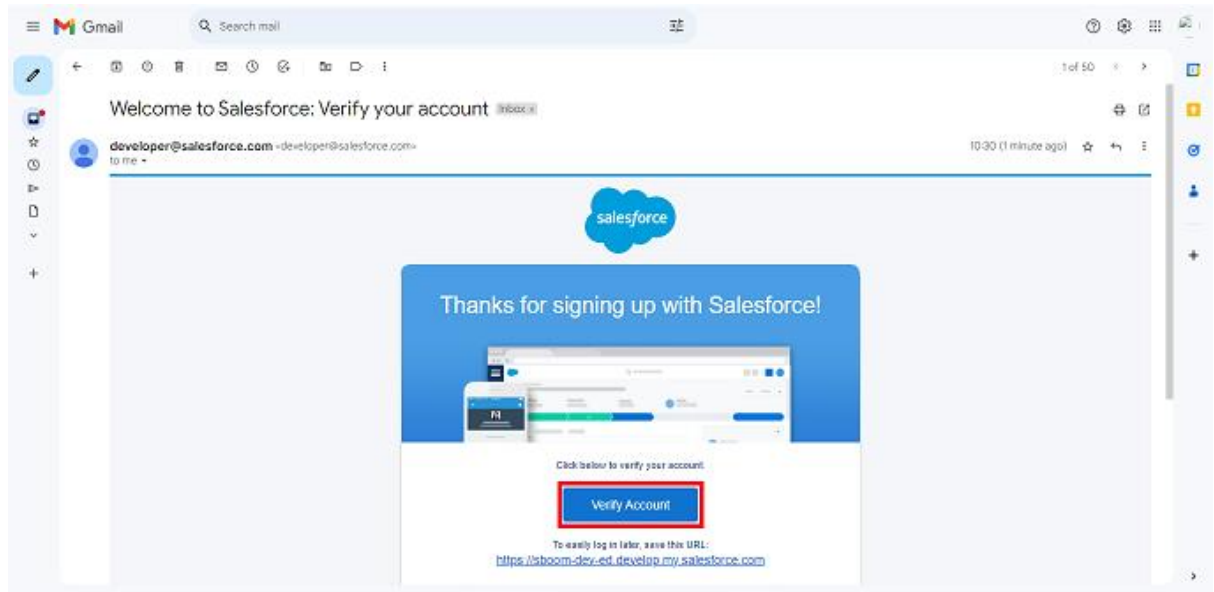 Gmail
Search mail
1 of 50
Welcome to Salesforce: Verify your account Inbox x
developer@salesforce.com <developer@salesforce.com>
10:30 (1 minute ago)
to me
salesforce
Thanks for signing up with Salesforce!
Click below to verify your account.
Verify Account
To easily log in later, save this URL:
https://sboom-dev-ed.develop.my.salesforce.com